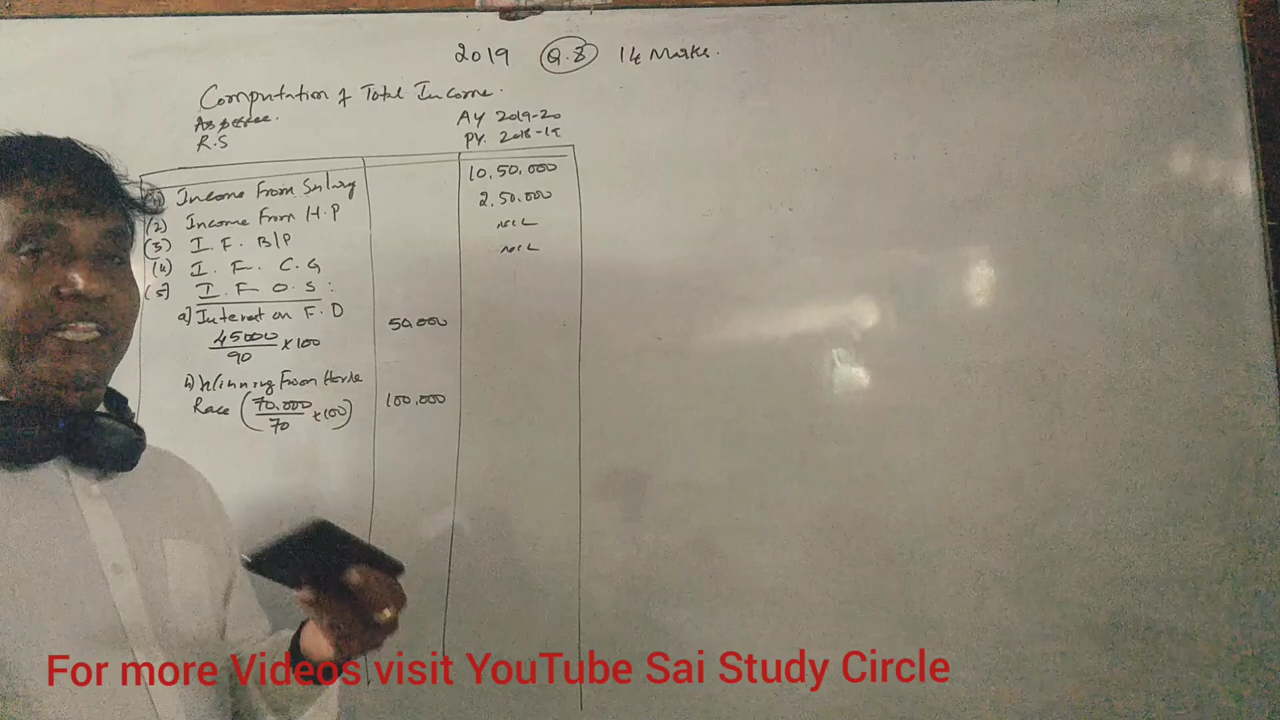 2019 Q.8 14 Marks.
Computation of Total Income.
Assessee. AY 2019-20
R.S PY. 2018-19
(1) Income From Salary 10,50,000
(2) Income From H.P 2,50,000
(3) I. F. B/P NIL
(4) I. F. C.G NIL
(5) I. F O.S:
a) Interest on F.D 50,000
45000/90 x 100
b) Winning From Horse
Race (70,000/70 x 100) 100,000
For more Videos visit YouTube Sai Study Circle